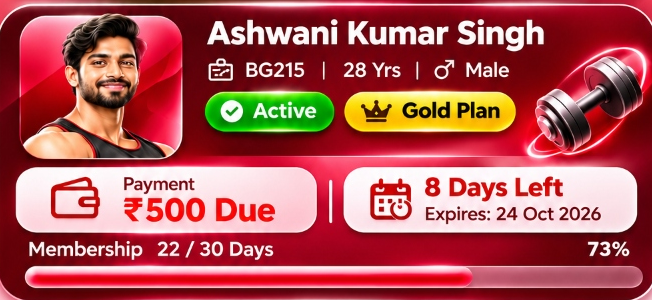 Ashwani Kumar Singh
BG215 | 28 Yrs | Male
Active
Gold Plan
Payment
₹500 Due
8 Days Left
Expires: 24 Oct 2026
Membership 22 / 30 Days
73%